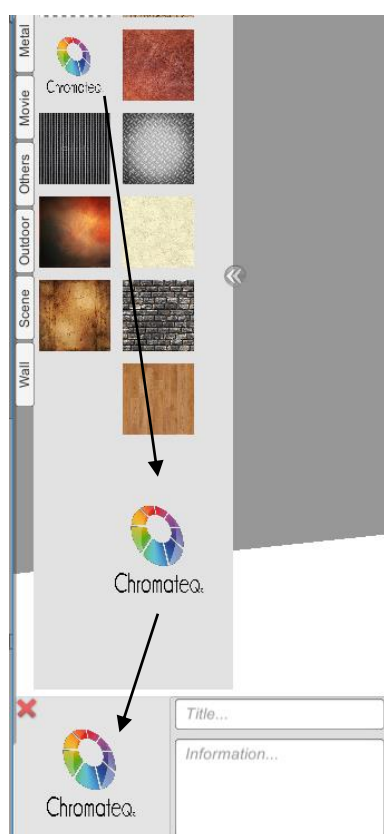 Metal
Movie
Others
Outdoor
Scene
Wall
ChromateQ
ChromateQ
Title...
Information...
ChromateQ